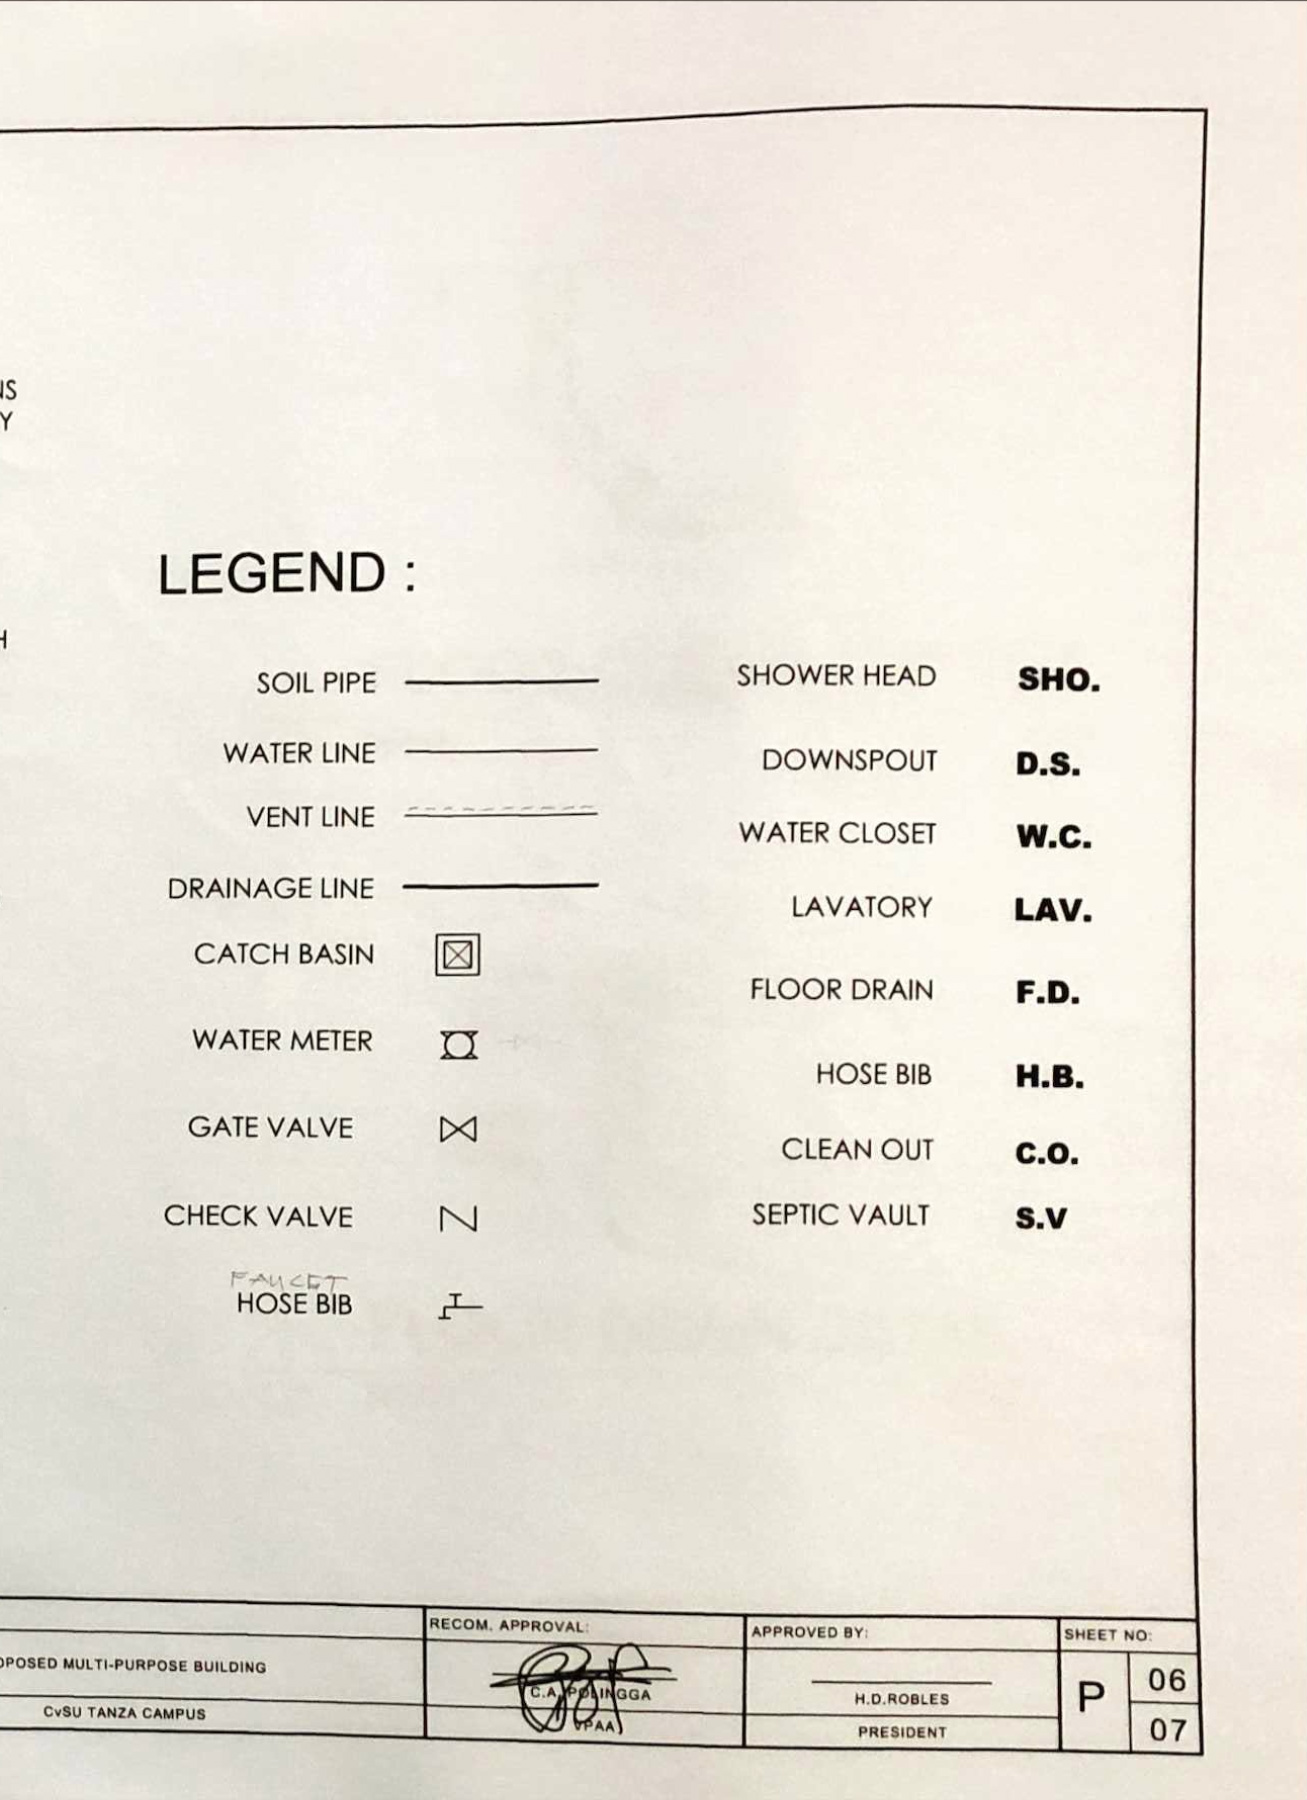 NS
Y
H
LEGEND :
SOIL PIPE
WATER LINE
VENT LINE
DRAINAGE LINE
CATCH BASIN
WATER METER
GATE VALVE
CHECK VALVE
FAUCET
HOSE BIB
SHOWER HEAD SHO.
DOWNSPOUT D.S.
WATER CLOSET W.C.
LAVATORY LAV.
FLOOR DRAIN F.D.
HOSE BIB H.B.
CLEAN OUT C.O.
SEPTIC VAULT S.V
OPOSED MULTI-PURPOSE BUILDING
CvSU TANZA CAMPUS
RECOM. APPROVAL:
C.A. POLINGGA
VPAA
APPROVED BY:
H.D.ROBLES
PRESIDENT
SHEET NO:
P
06
07